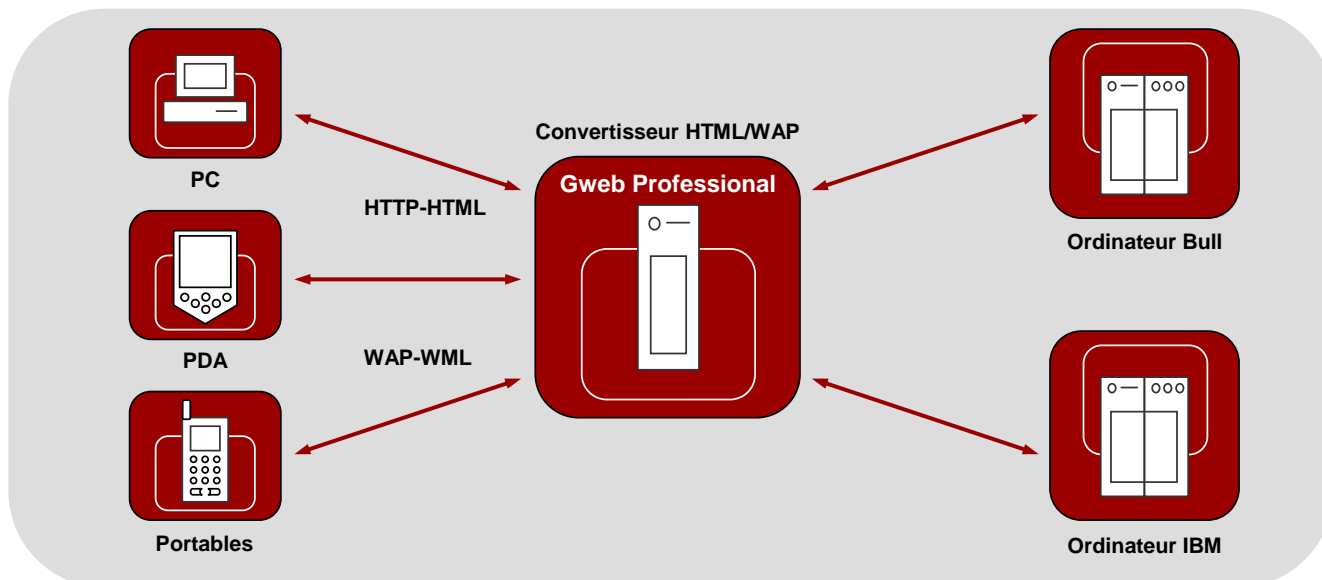 PC
HTTP-HTML
PDA
WAP-WML
Portables
Convertisseur HTML/WAP
Gweb Professional
Ordinateur Bull
Ordinateur IBM